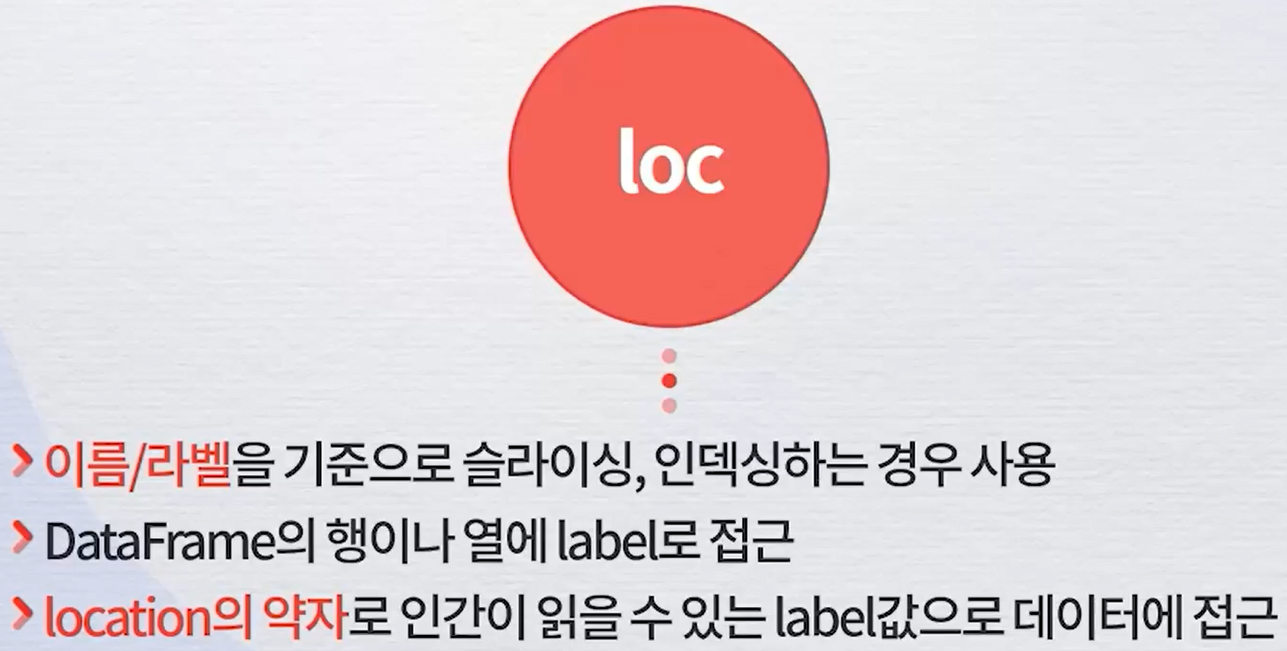 loc
이름/라벨을 기준으로 슬라이싱, 인덱싱하는 경우 사용
DataFrame의 행이나 열에 label로 접근
location의 약자로 인간이 읽을 수 있는 label값으로 데이터에 접근